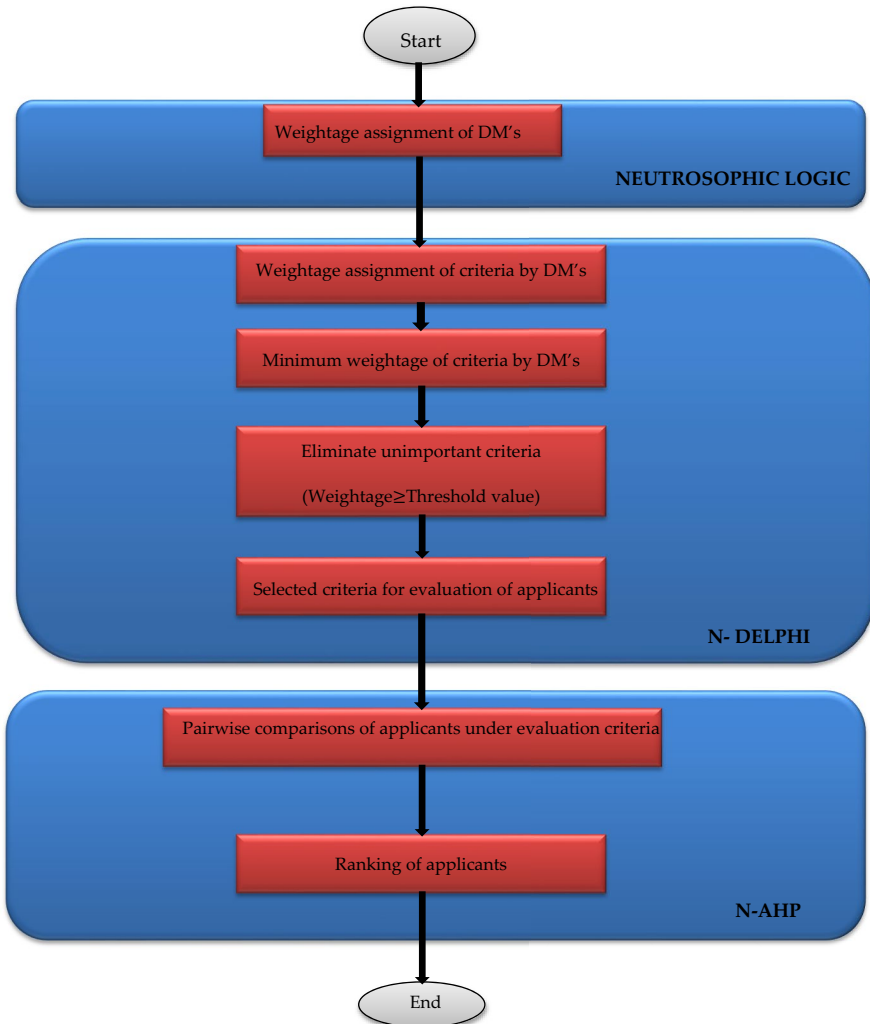 Start
Weightage assignment of DM’s
NEUTROSOPHIC LOGIC
Weightage assignment of criteria by DM’s
Minimum weightage of criteria by DM’s
Eliminate unimportant criteria
(Weightage≥Threshold value)
Selected criteria for evaluation of applicants
N- DELPHI
Pairwise comparisons of applicants under evaluation criteria
Ranking of applicants
N-AHP
End